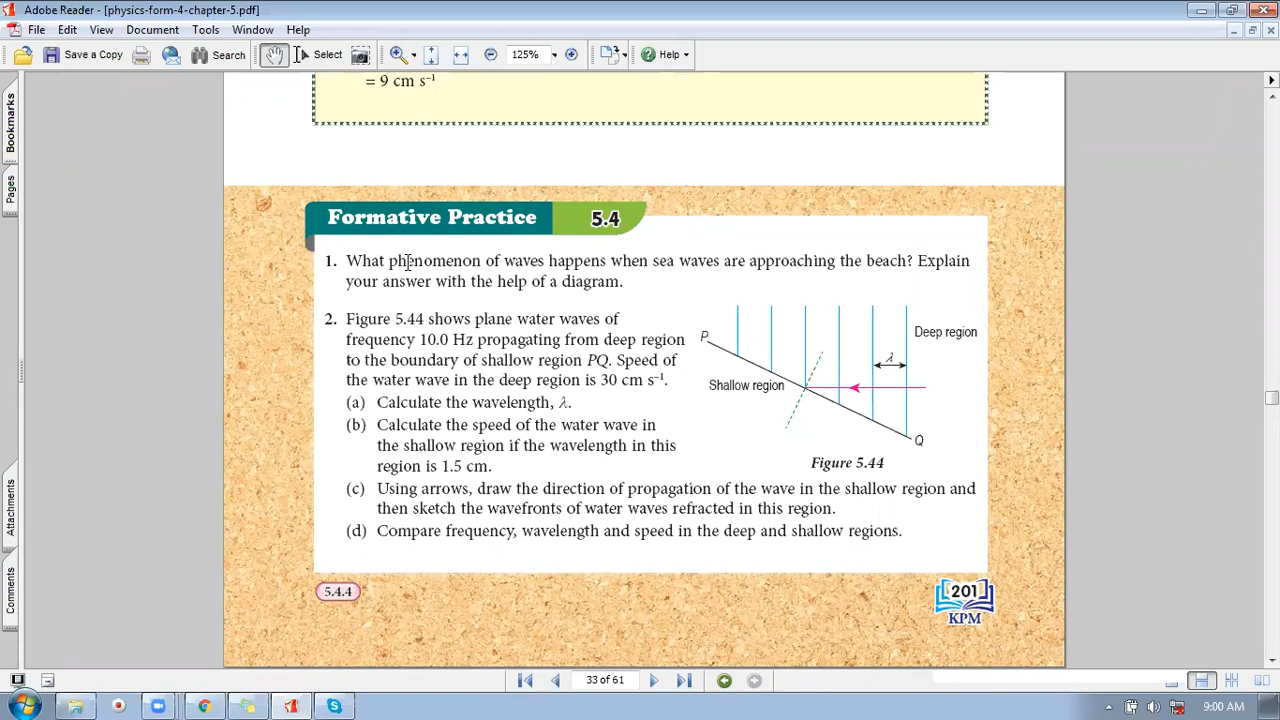 Adobe Reader - [physics-form-4-chapter-5.pdf]
File Edit View Document Tools Window Help
Save a Copy Search Select 125% Help
Bookmarks
Pages
Attachments
Comments
= 9 cm s⁻¹
Formative Practice 5.4
1. What phenomenon of waves happens when sea waves are approaching the beach? Explain
your answer with the help of a diagram.
2. Figure 5.44 shows plane water waves of
frequency 10.0 Hz propagating from deep region
to the boundary of shallow region PQ. Speed of
the water wave in the deep region is 30 cm s⁻¹.
(a) Calculate the wavelength, λ.
(b) Calculate the speed of the water wave in
the shallow region if the wavelength in this
region is 1.5 cm.
P
Deep region
λ
Shallow region
Q
Figure 5.44
(c) Using arrows, draw the direction of propagation of the wave in the shallow region and
then sketch the wavefronts of water waves refracted in this region.
(d) Compare frequency, wavelength and speed in the deep and shallow regions.
5.4.4
201
KPM
33 of 61
9:00 AM